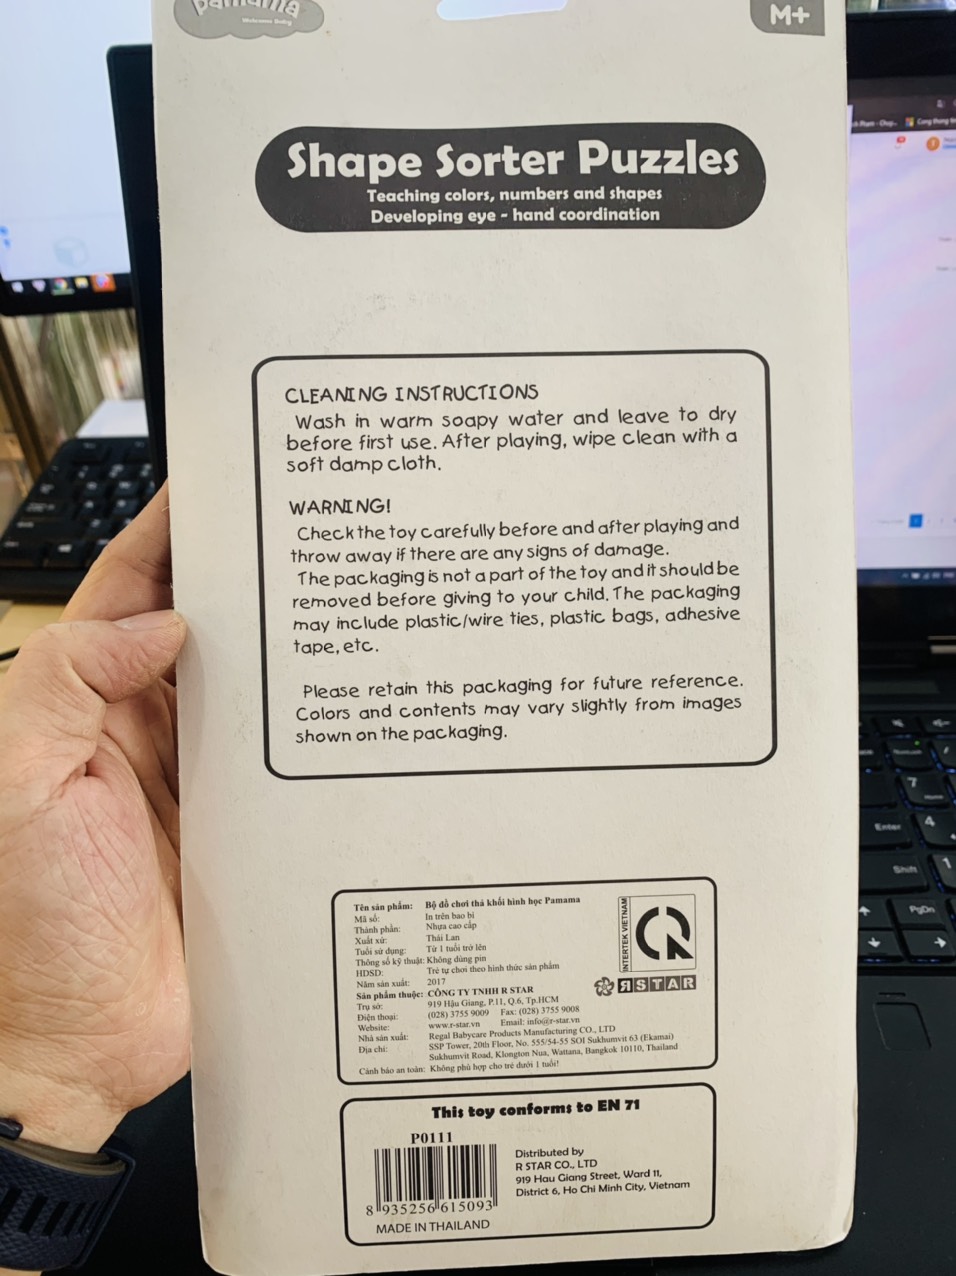 pamama
Welcome Baby
M+
Shape Sorter Puzzles
Teaching colors, numbers and shapes
Developing eye - hand coordination
CLEANING INSTRUCTIONS
Wash in warm soapy water and leave to dry
before first use. After playing, wipe clean with a
soft damp cloth.
WARNING!
Check the toy carefully before and after playing and
throw away if there are any signs of damage.
The packaging is not a part of the toy and it should be
removed before giving to your child. The packaging
may include plastic/wire ties, plastic bags, adhesive
tape, etc.
Please retain this packaging for future reference.
Colors and contents may vary slightly from images
shown on the packaging.
Tên sản phẩm: Bộ đồ chơi thả khối hình học Pamama
Mã số: In trên bao bì
Thành phần: Nhựa cao cấp
Xuất xứ: Thái Lan
Tuổi sử dụng: Từ 1 tuổi trở lên
Thông số kỹ thuật: Không dùng pin
HDSD: Trẻ tự chơi theo hình thức sản phẩm
Năm sản xuất: 2017
Sản phẩm thuộc: CÔNG TY TNHH R STAR
Trụ sở: 919 Hậu Giang, P.11, Q.6, Tp.HCM
Điện thoại: (028) 3755 9009 Fax: (028) 3755 9008
Website: www.r-star.vn Email: info@r-star.vn
Nhà sản xuất: Regal Babycare Products Manufacturing CO., LTD
Địa chỉ: SSP Tower, 20th Floor, No. 555/54-55 SOI Sukhumvit 63 (Ekamai)
Sukhumvit Road, Klongton Nua, Wattana, Bangkok 10110, Thailand
Cảnh báo an toàn: Không phù hợp cho trẻ dưới 1 tuổi!
INTERTEK VIETNAM
CR
RSTAR
This toy conforms to EN 71
P0111
8 935256 615093
MADE IN THAILAND
Distributed by
R STAR CO., LTD
919 Hau Giang Street, Ward 11,
District 6, Ho Chi Minh City, Vietnam
7
Enter
4
Shift
1
PgDn